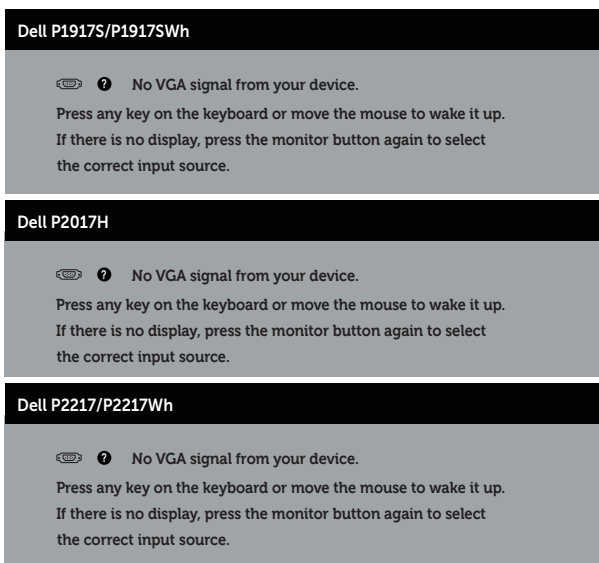 Dell P1917S/P1917SWh
? No VGA signal from your device.
Press any key on the keyboard or move the mouse to wake it up.
If there is no display, press the monitor button again to select
the correct input source.
Dell P2017H
? No VGA signal from your device.
Press any key on the keyboard or move the mouse to wake it up.
If there is no display, press the monitor button again to select
the correct input source.
Dell P2217/P2217Wh
? No VGA signal from your device.
Press any key on the keyboard or move the mouse to wake it up.
If there is no display, press the monitor button again to select
the correct input source.